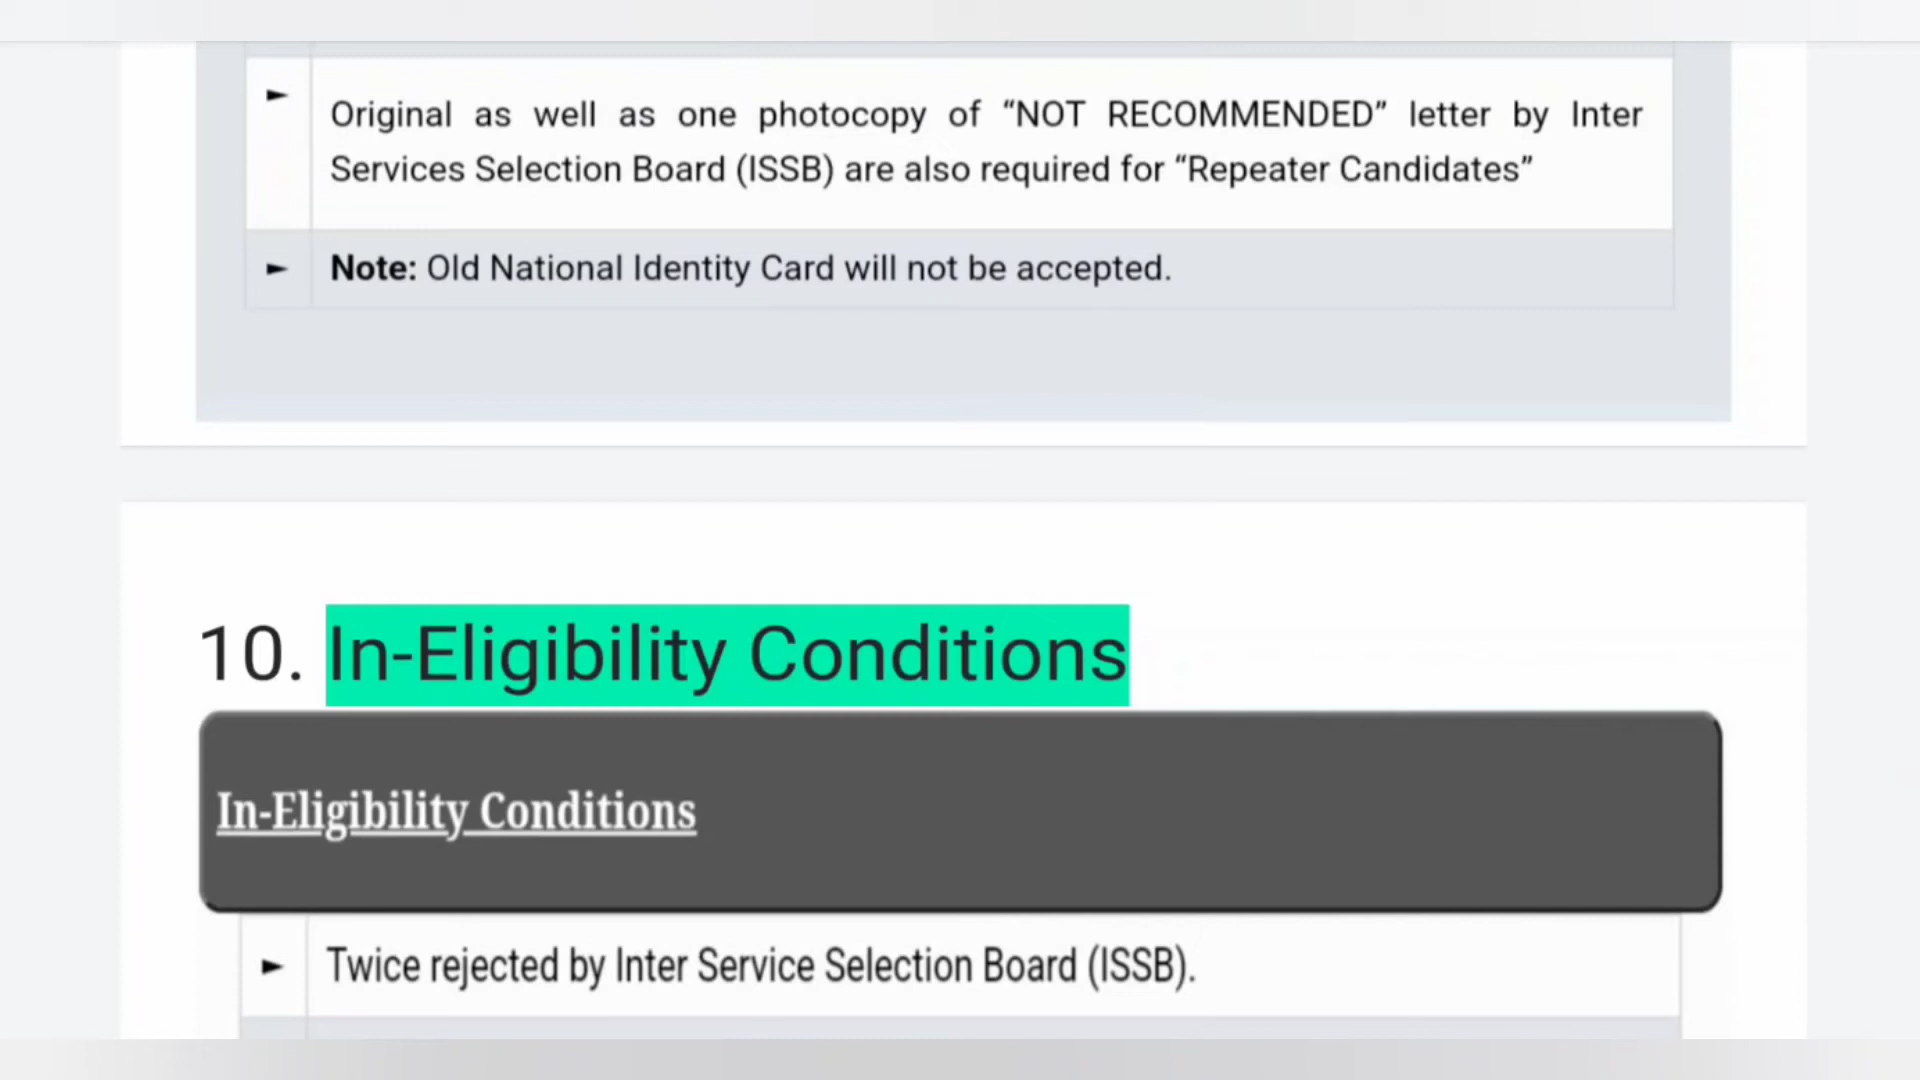 ► Original as well as one photocopy of “NOT RECOMMENDED” letter by Inter
Services Selection Board (ISSB) are also required for “Repeater Candidates”
► Note: Old National Identity Card will not be accepted.
10. In-Eligibility Conditions
In-Eligibility Conditions
► Twice rejected by Inter Service Selection Board (ISSB).